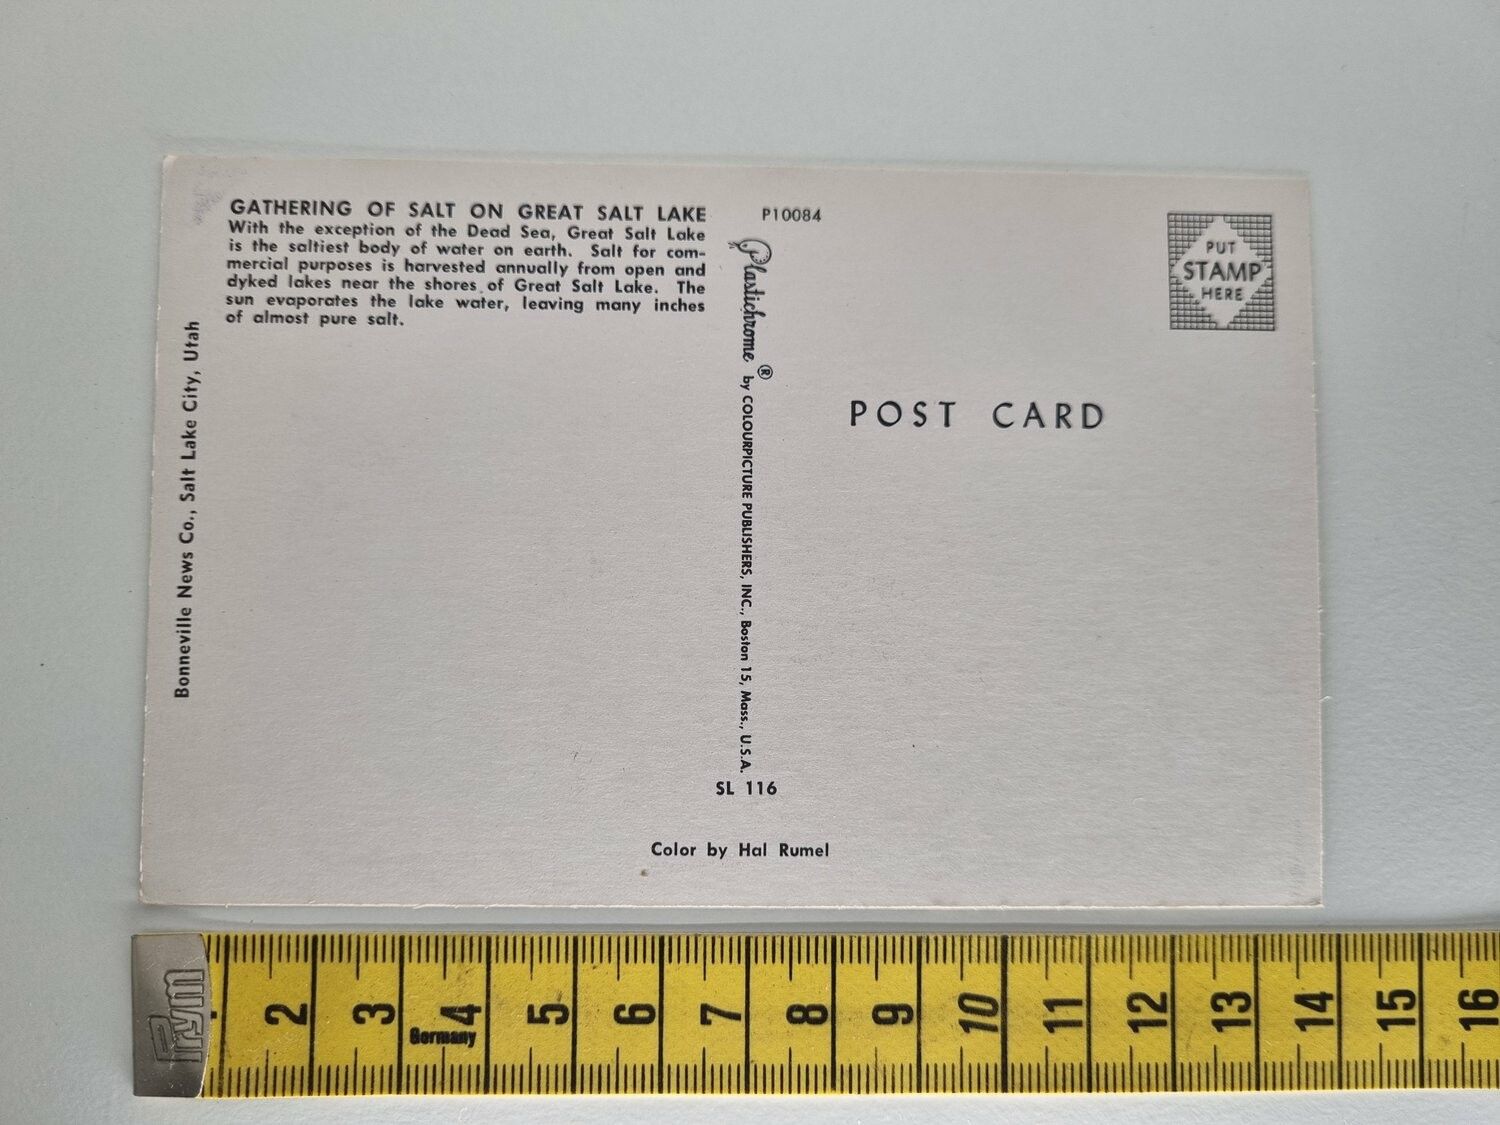 GATHERING OF SALT ON GREAT SALT LAKE
With the exception of the Dead Sea, Great Salt Lake
is the saltiest body of water on earth. Salt for com-
mercial purposes is harvested annually from open and
dyked lakes near the shores of Great Salt Lake. The
sun evaporates the lake water, leaving many inches
of almost pure salt.
Bonneville News Co., Salt Lake City, Utah
P10084
Plastichrome ® by COLOURPICTURE PUBLISHERS, INC., Boston 15, Mass., U.S.A.
SL 116
Color by Hal Rumel
PUT
STAMP
HERE
POST CARD
Prym
2 3 4 5 6 7 8 9 10 11 12 13 14 15 16
Germany